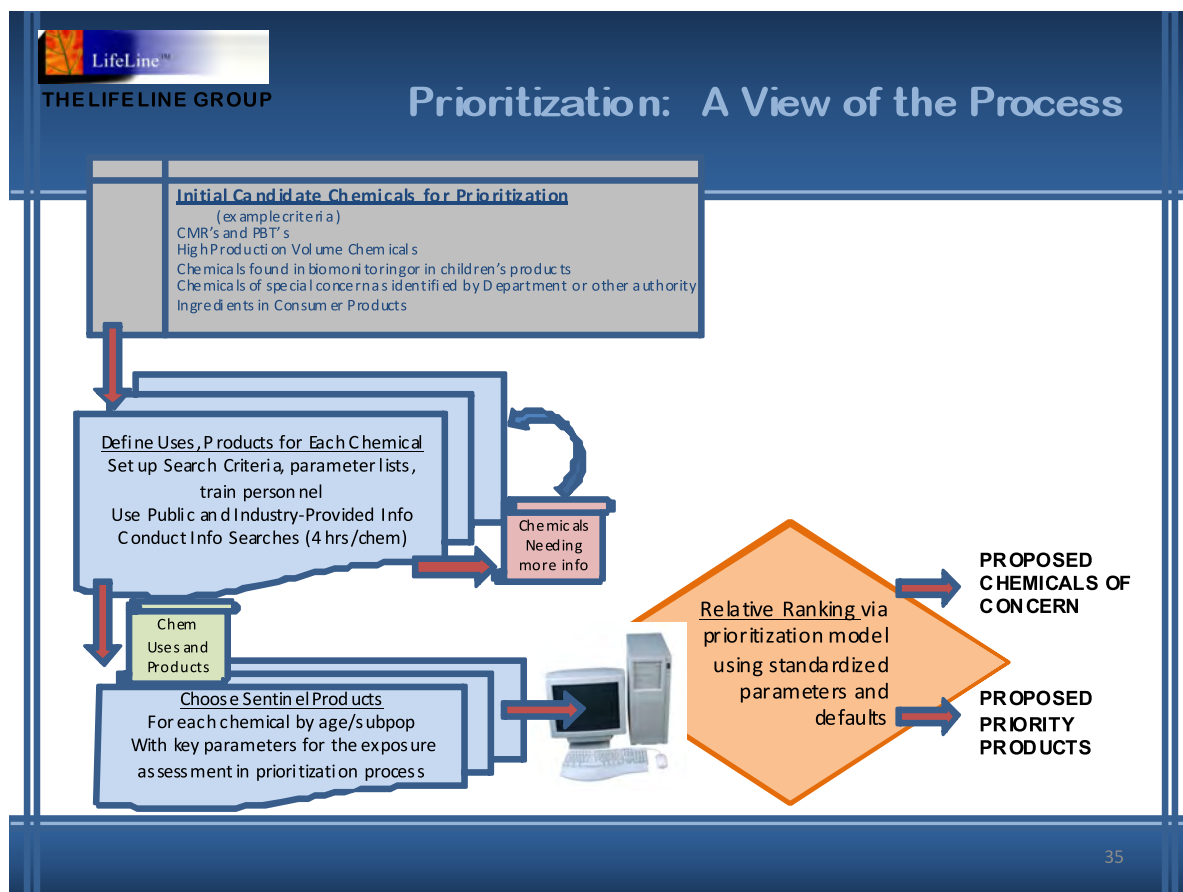 LifeLine™
THE LIFELINE GROUP
Prioritization: A View of the Process
Initial Candidate Chemicals for Prioritization
(example criteria)
CMR’s and PBT’s
High Production Volume Chemicals
Chemicals found in biomonitoring or in children’s products
Chemicals of special concern as identified by Department or other authority
Ingredients in Consumer Products
Define Uses, Products for Each Chemical
Set up Search Criteria, parameter lists,
train personnel
Use Public and Industry-Provided Info
Conduct Info Searches (4 hrs/chem)
Chemicals
Needing
more info
Chem
Uses and
Products
Choose Sentinel Products
For each chemical by age/subpop
With key parameters for the exposure
assessment in prioritization process
Relative Ranking via
prioritization model
using standardized
parameters and
defaults
PROPOSED
CHEMICALS OF
CONCERN
PROPOSED
PRIORITY
PRODUCTS
35